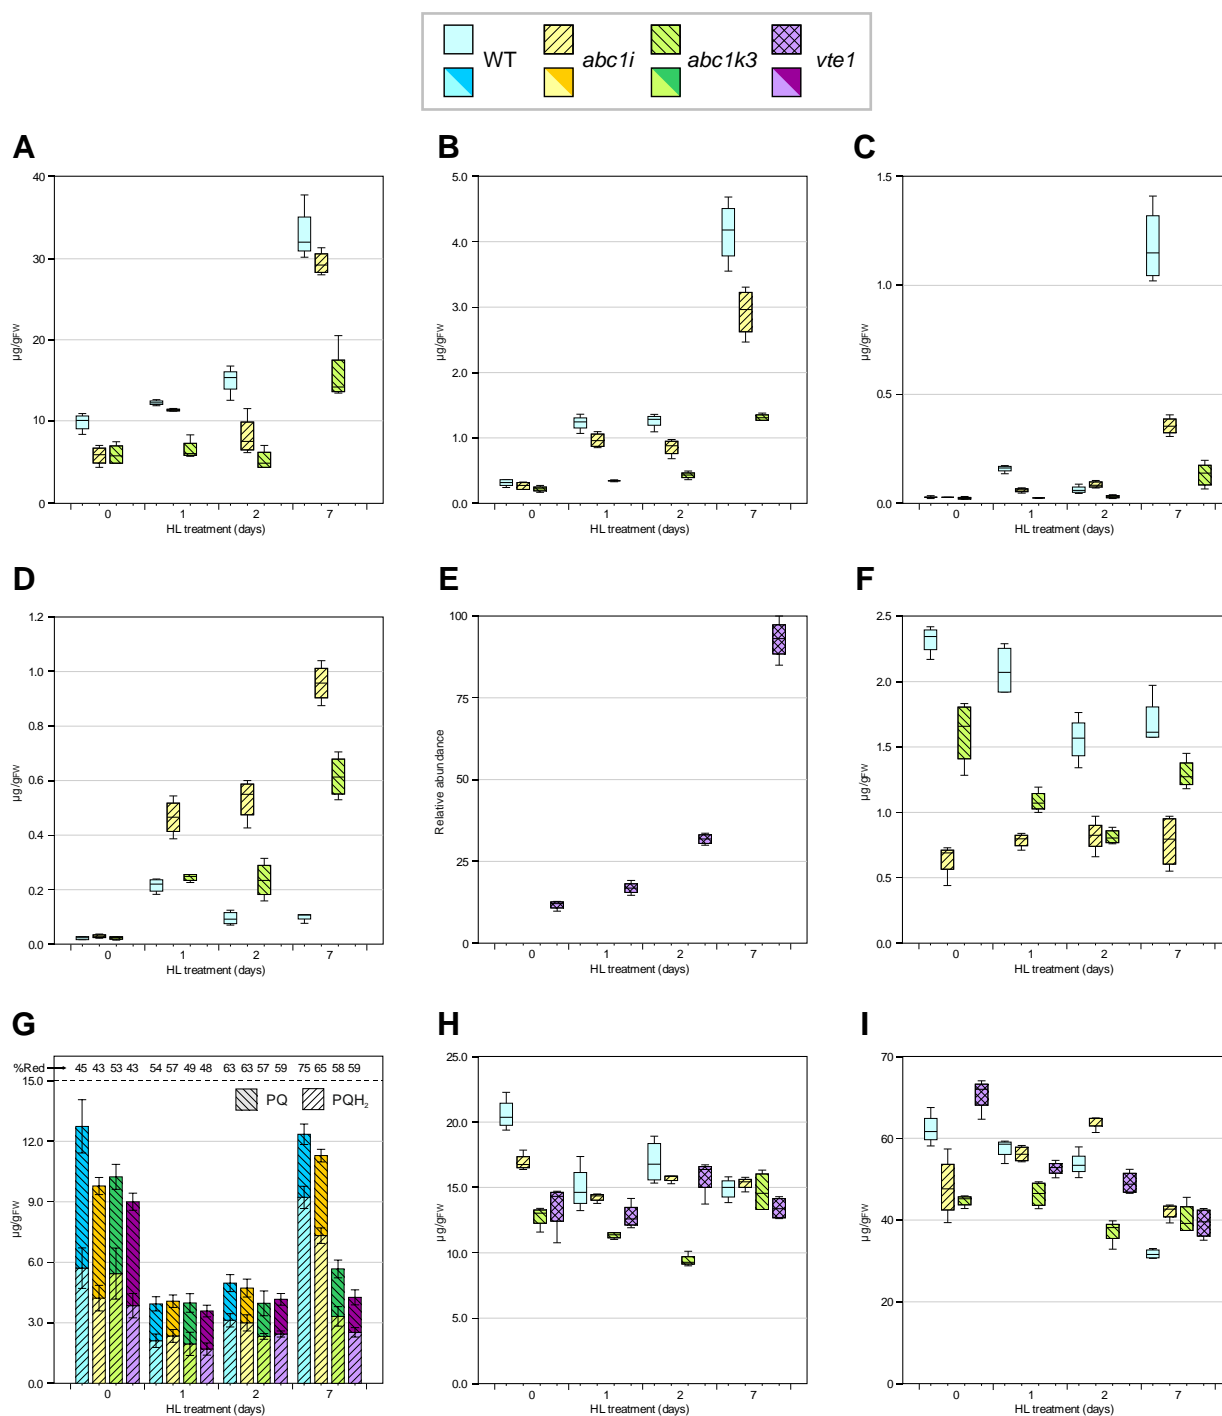 WT abc1i abc1k3 vte1
A
40
30
20
10
0
µg/gFW
0 1 2 7
HL treatment (days)
B
5.0
4.0
3.0
2.0
1.0
0.0
µg/gFW
0 1 2 7
HL treatment (days)
C
1.5
1.0
0.5
0.0
µg/gFW
0 1 2 7
HL treatment (days)
D
1.2
1.0
0.8
0.6
0.4
0.2
0.0
µg/gFW
0 1 2 7
HL treatment (days)
E
100
75
50
25
0
Relative abundance
0 1 2 7
HL treatment (days)
F
2.5
2.0
1.5
1.0
0.5
0.0
µg/gFW
0 1 2 7
HL treatment (days)
G
%Red 45 43 53 43 54 57 49 48 63 63 57 59 75 65 58 59
PQ PQH₂
15.0
12.0
9.0
6.0
3.0
0.0
µg/gFW
0 1 2 7
HL treatment (days)
H
25.0
20.0
15.0
10.0
5.0
0.0
µg/gFW
0 1 2 7
HL treatment (days)
I
70
60
50
40
30
20
0
µg/gFW
0 1 2 7
HL treatment (days)